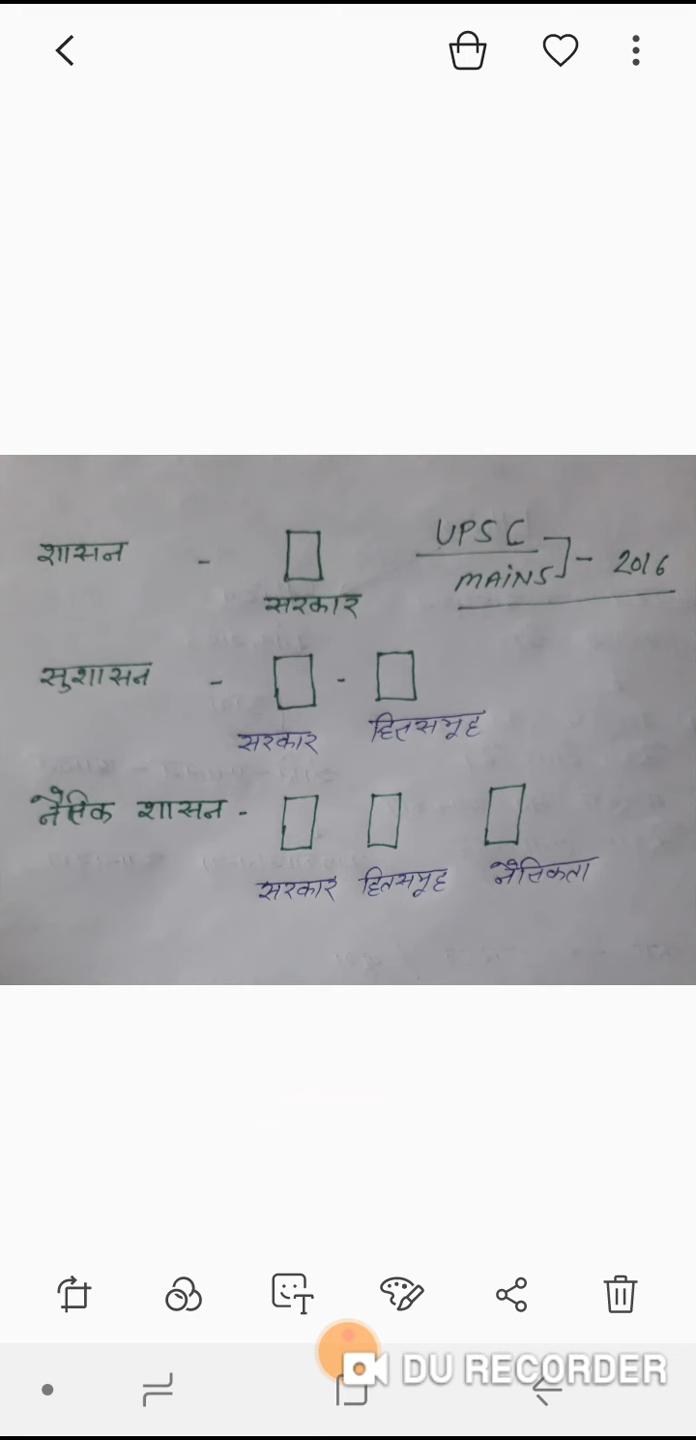 शासन - सरकार
UPSC
MAINS ] - 2016
सुशासन - - 
सरकार हितसमूह
नैतिक शासन -
सरकार हितसमूह नैतिकता
DU RECORDER